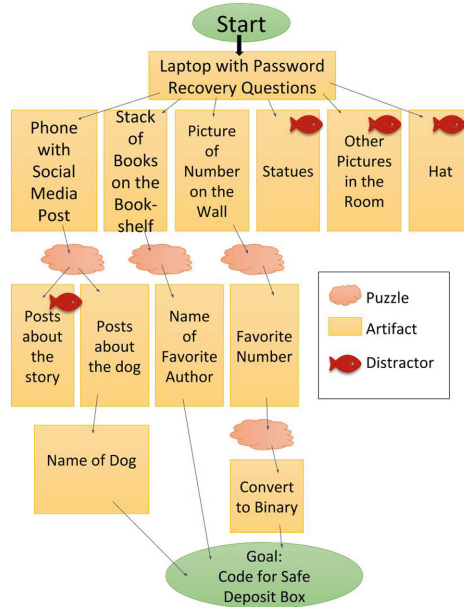 Start
Laptop with Password
Recovery Questions
Phone
with
Social
Media
Post
Stack
of
Books
on the
Book-
shelf
Picture
of
Number
on the
Wall
Statues
Other
Pictures
in the
Room
Hat
Posts
about
the
story
Posts
about
the dog
Name
of
Favorite
Author
Favorite
Number
Puzzle
Artifact
Distractor
Name of Dog
Convert
to Binary
Goal:
Code for Safe
Deposit Box